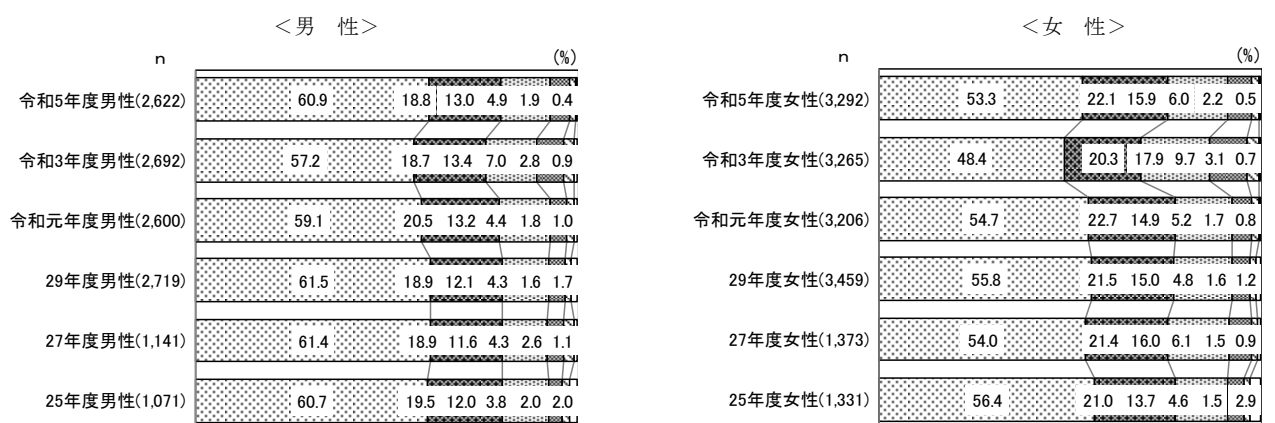 ＜男　性＞
n (%)
令和5年度男性(2,622) 60.9 18.8 13.0 4.9 1.9 0.4
令和3年度男性(2,692) 57.2 18.7 13.4 7.0 2.8 0.9
令和元年度男性(2,600) 59.1 20.5 13.2 4.4 1.8 1.0
29年度男性(2,719) 61.5 18.9 12.1 4.3 1.6 1.7
27年度男性(1,141) 61.4 18.9 11.6 4.3 2.6 1.1
25年度男性(1,071) 60.7 19.5 12.0 3.8 2.0 2.0
＜女　性＞
n (%)
令和5年度女性(3,292) 53.3 22.1 15.9 6.0 2.2 0.5
令和3年度女性(3,265) 48.4 20.3 17.9 9.7 3.1 0.7
令和元年度女性(3,206) 54.7 22.7 14.9 5.2 1.7 0.8
29年度女性(3,459) 55.8 21.5 15.0 4.8 1.6 1.2
27年度女性(1,373) 54.0 21.4 16.0 6.1 1.5 0.9
25年度女性(1,331) 56.4 21.0 13.7 4.6 1.5 2.9